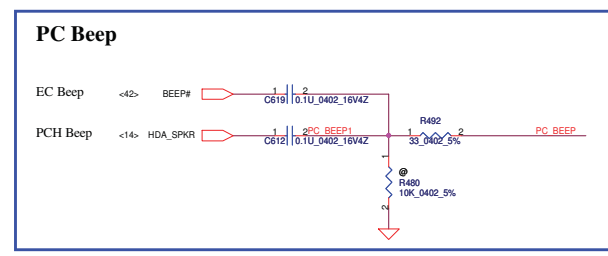 PC Beep
EC Beep <42> BEEP# 1 2
C619 0.1U_0402_16V4Z
R492
PCH Beep <14> HDA_SPKR 1 2 PC_BEEP1 1 2 PC_BEEP
C612 0.1U_0402_16V4Z 33_0402_5%
1
@
R480
10K_0402_5%
2